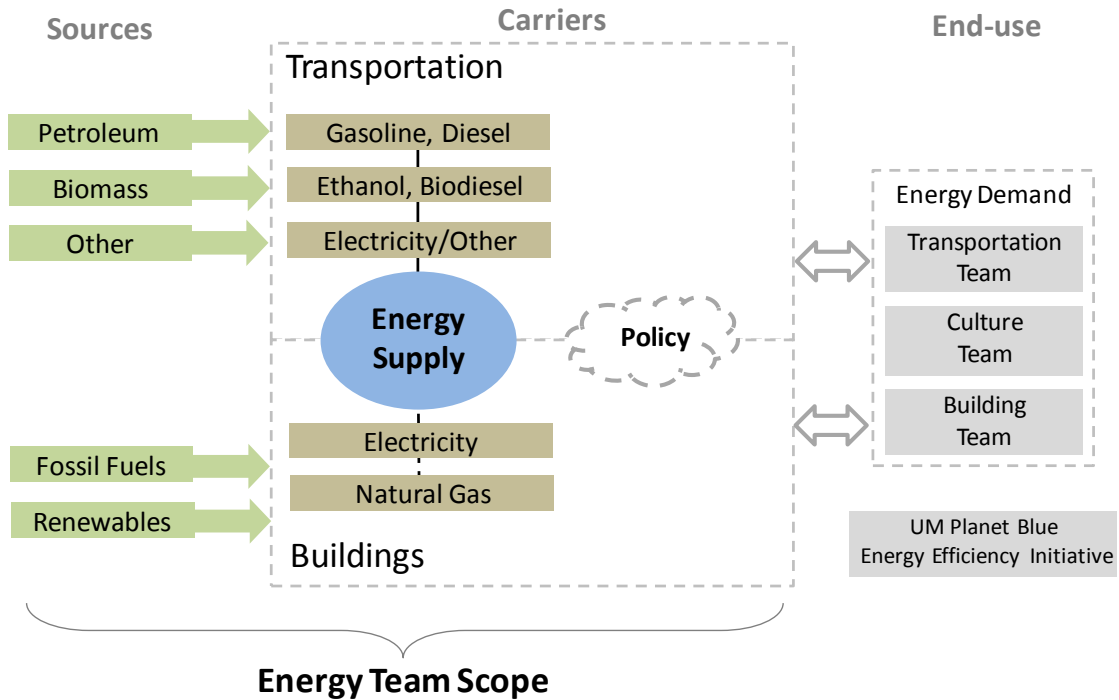 Sources
Carriers
End-use
Transportation
Petroleum
Gasoline, Diesel
Biomass
Ethanol, Biodiesel
Other
Electricity/Other
Energy
Supply
Policy
Energy Demand
Transportation
Team
Culture
Team
Building
Team
Fossil Fuels
Electricity
Renewables
Natural Gas
Buildings
UM Planet Blue
Energy Efficiency Initiative
Energy Team Scope